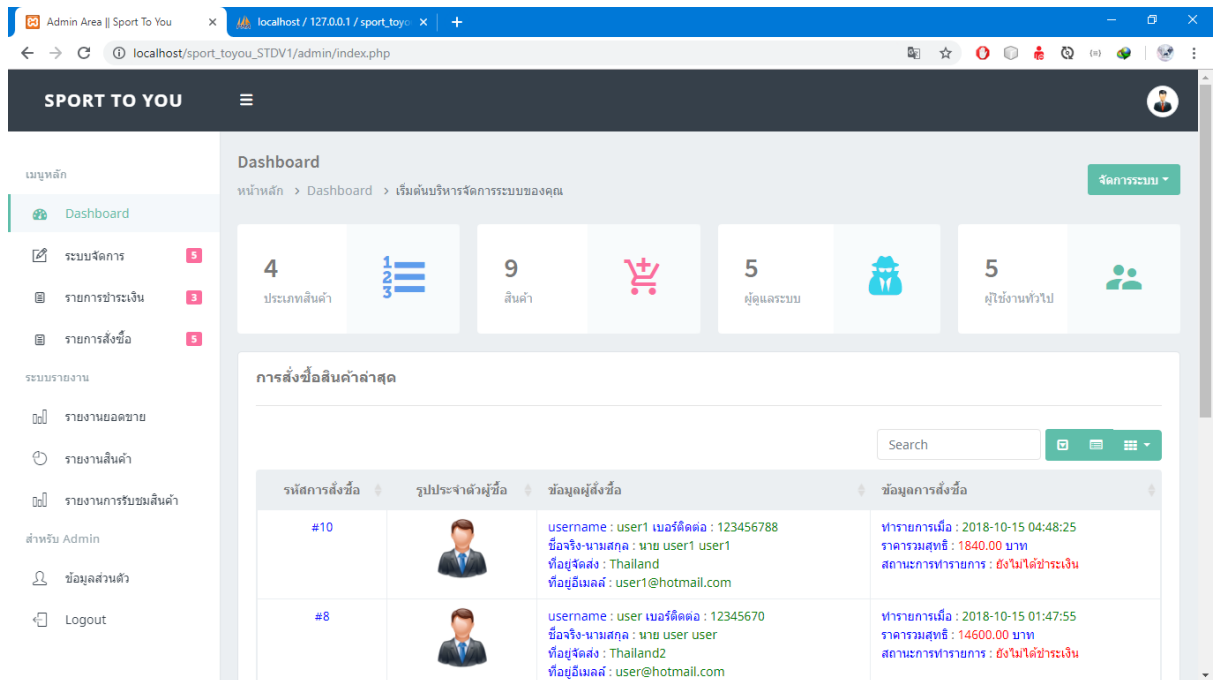 Admin Area || Sport To You
localhost / 127.0.0.1 / sport_toyo
localhost/sport_toyou_STDV1/admin/index.php
SPORT TO YOU
เมนูหลัก
Dashboard
ระบบจัดการ 5
รายการชำระเงิน 3
รายการสั่งซื้อ 5
ระบบรายงาน
รายงานยอดขาย
รายงานสินค้า
รายงานการรับชมสินค้า
สำหรับ Admin
ข้อมูลส่วนตัว
Logout
Dashboard
หน้าหลัก > Dashboard > เริ่มต้นบริหารจัดการระบบของคุณ
จัดการระบบ
4
ประเภทสินค้า
1
2
3
9
สินค้า
5
ผู้ดูแลระบบ
5
ผู้ใช้งานทั่วไป
การสั่งซื้อสินค้าล่าสุด
Search
รหัสการสั่งซื้อ รูปประจำตัวผู้ซื้อ ข้อมูลผู้สั่งซื้อ ข้อมูลการสั่งซื้อ
#10
username : user1 เบอร์ติดต่อ : 123456788
ชื่อจริง-นามสกุล : นาย user1 user1
ที่อยู่จัดส่ง : Thailand
ที่อยู่อีเมลล์ : user1@hotmail.com
ทำรายการเมื่อ : 2018-10-15 04:48:25
ราคารวมสุทธิ : 1840.00 บาท
สถานะการทำรายการ : ยังไม่ได้ชำระเงิน
#8
username : user เบอร์ติดต่อ : 12345670
ชื่อจริง-นามสกุล : นาย user user
ที่อยู่จัดส่ง : Thailand2
ที่อยู่อีเมลล์ : user@hotmail.com
ทำรายการเมื่อ : 2018-10-15 01:47:55
ราคารวมสุทธิ : 14600.00 บาท
สถานะการทำรายการ : ยังไม่ได้ชำระเงิน